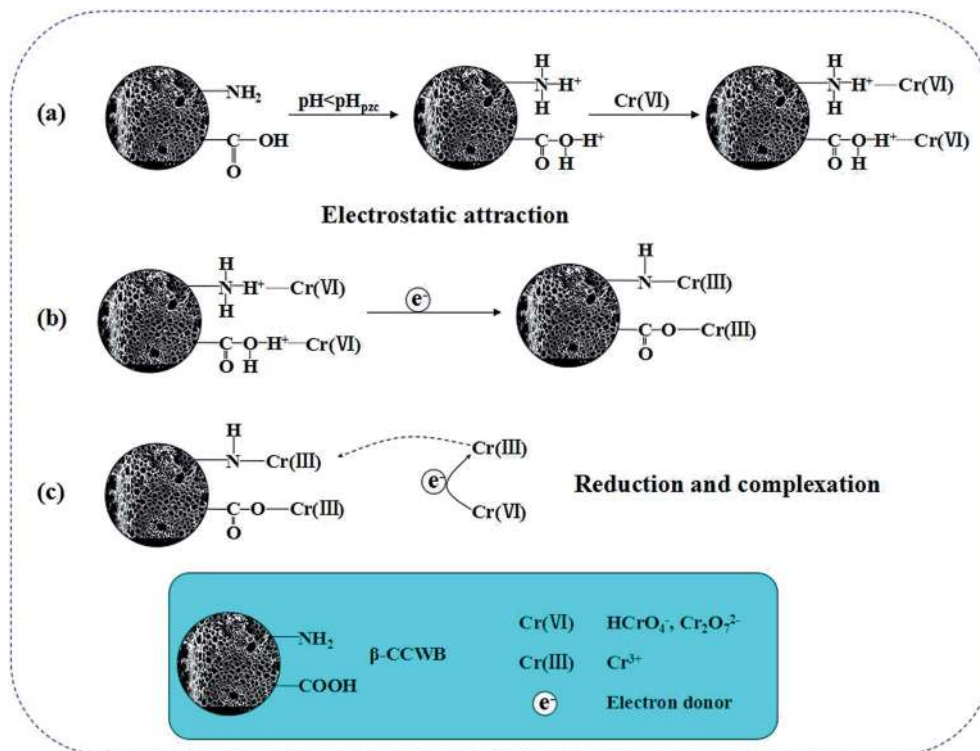 (a)
NH₂
C—OH
O
pH<pHpzc
H
N—H⁺
H
C—O—H⁺
O H
Cr(VI)
H
N—H⁺ Cr(VI)
H
C—O—H⁺ Cr(VI)
O H
Electrostatic attraction
(b)
H
N—H⁺ Cr(VI)
H
C—O—H⁺ Cr(VI)
O H
e⁻
H
N—Cr(III)
C—O—Cr(III)
O
(c)
H
N—Cr(III)
C—O—Cr(III)
O
Cr(III)
e⁻
Cr(VI)
Reduction and complexation
NH₂
COOH
β-CCWB
Cr(VI) HCrO₄⁻, Cr₂O₇²⁻
Cr(III) Cr³⁺
e⁻ Electron donor